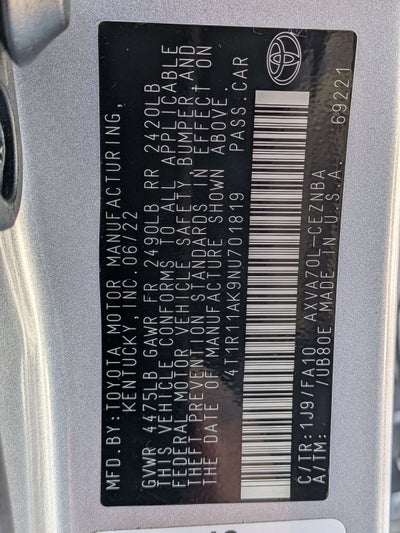 MFD.BY:TOYOTA MOTOR MANUFACTURING,
KENTUCKY, INC. 06/22
GVWR 4475LB GAWR FR 2490LB RR 2420LB
THIS VEHICLE CONFORMS TO ALL APPLICABLE
FEDERAL MOTOR VEHICLE SAFETY, BUMPER, AND
THEFT PREVENTION STANDARDS IN EFFECT ON
THE DATE OF MANUFACTURE SHOWN ABOVE.
4T1R11AK9NU701819 PASS.CAR
C/TR:1J9/FA10 AXVA70L-CEZNBA
A/TM: /UB80E MADE IN U.S.A. 69221